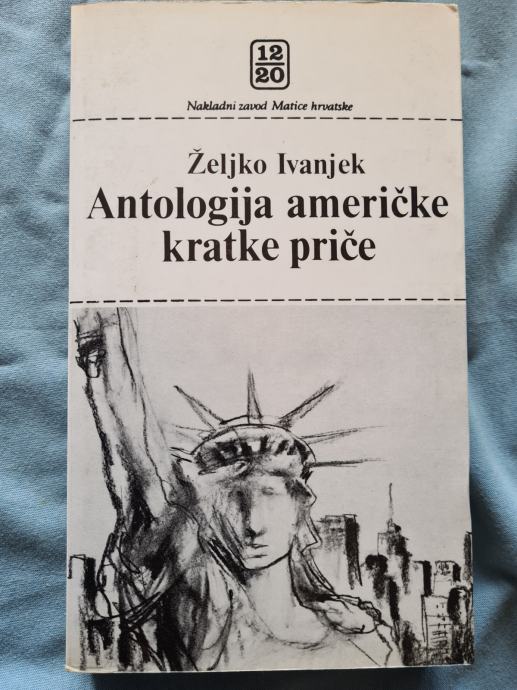 12
20
Nakladni zavod Matice hrvatske
Željko Ivanjek
Antologija američke
kratke priče